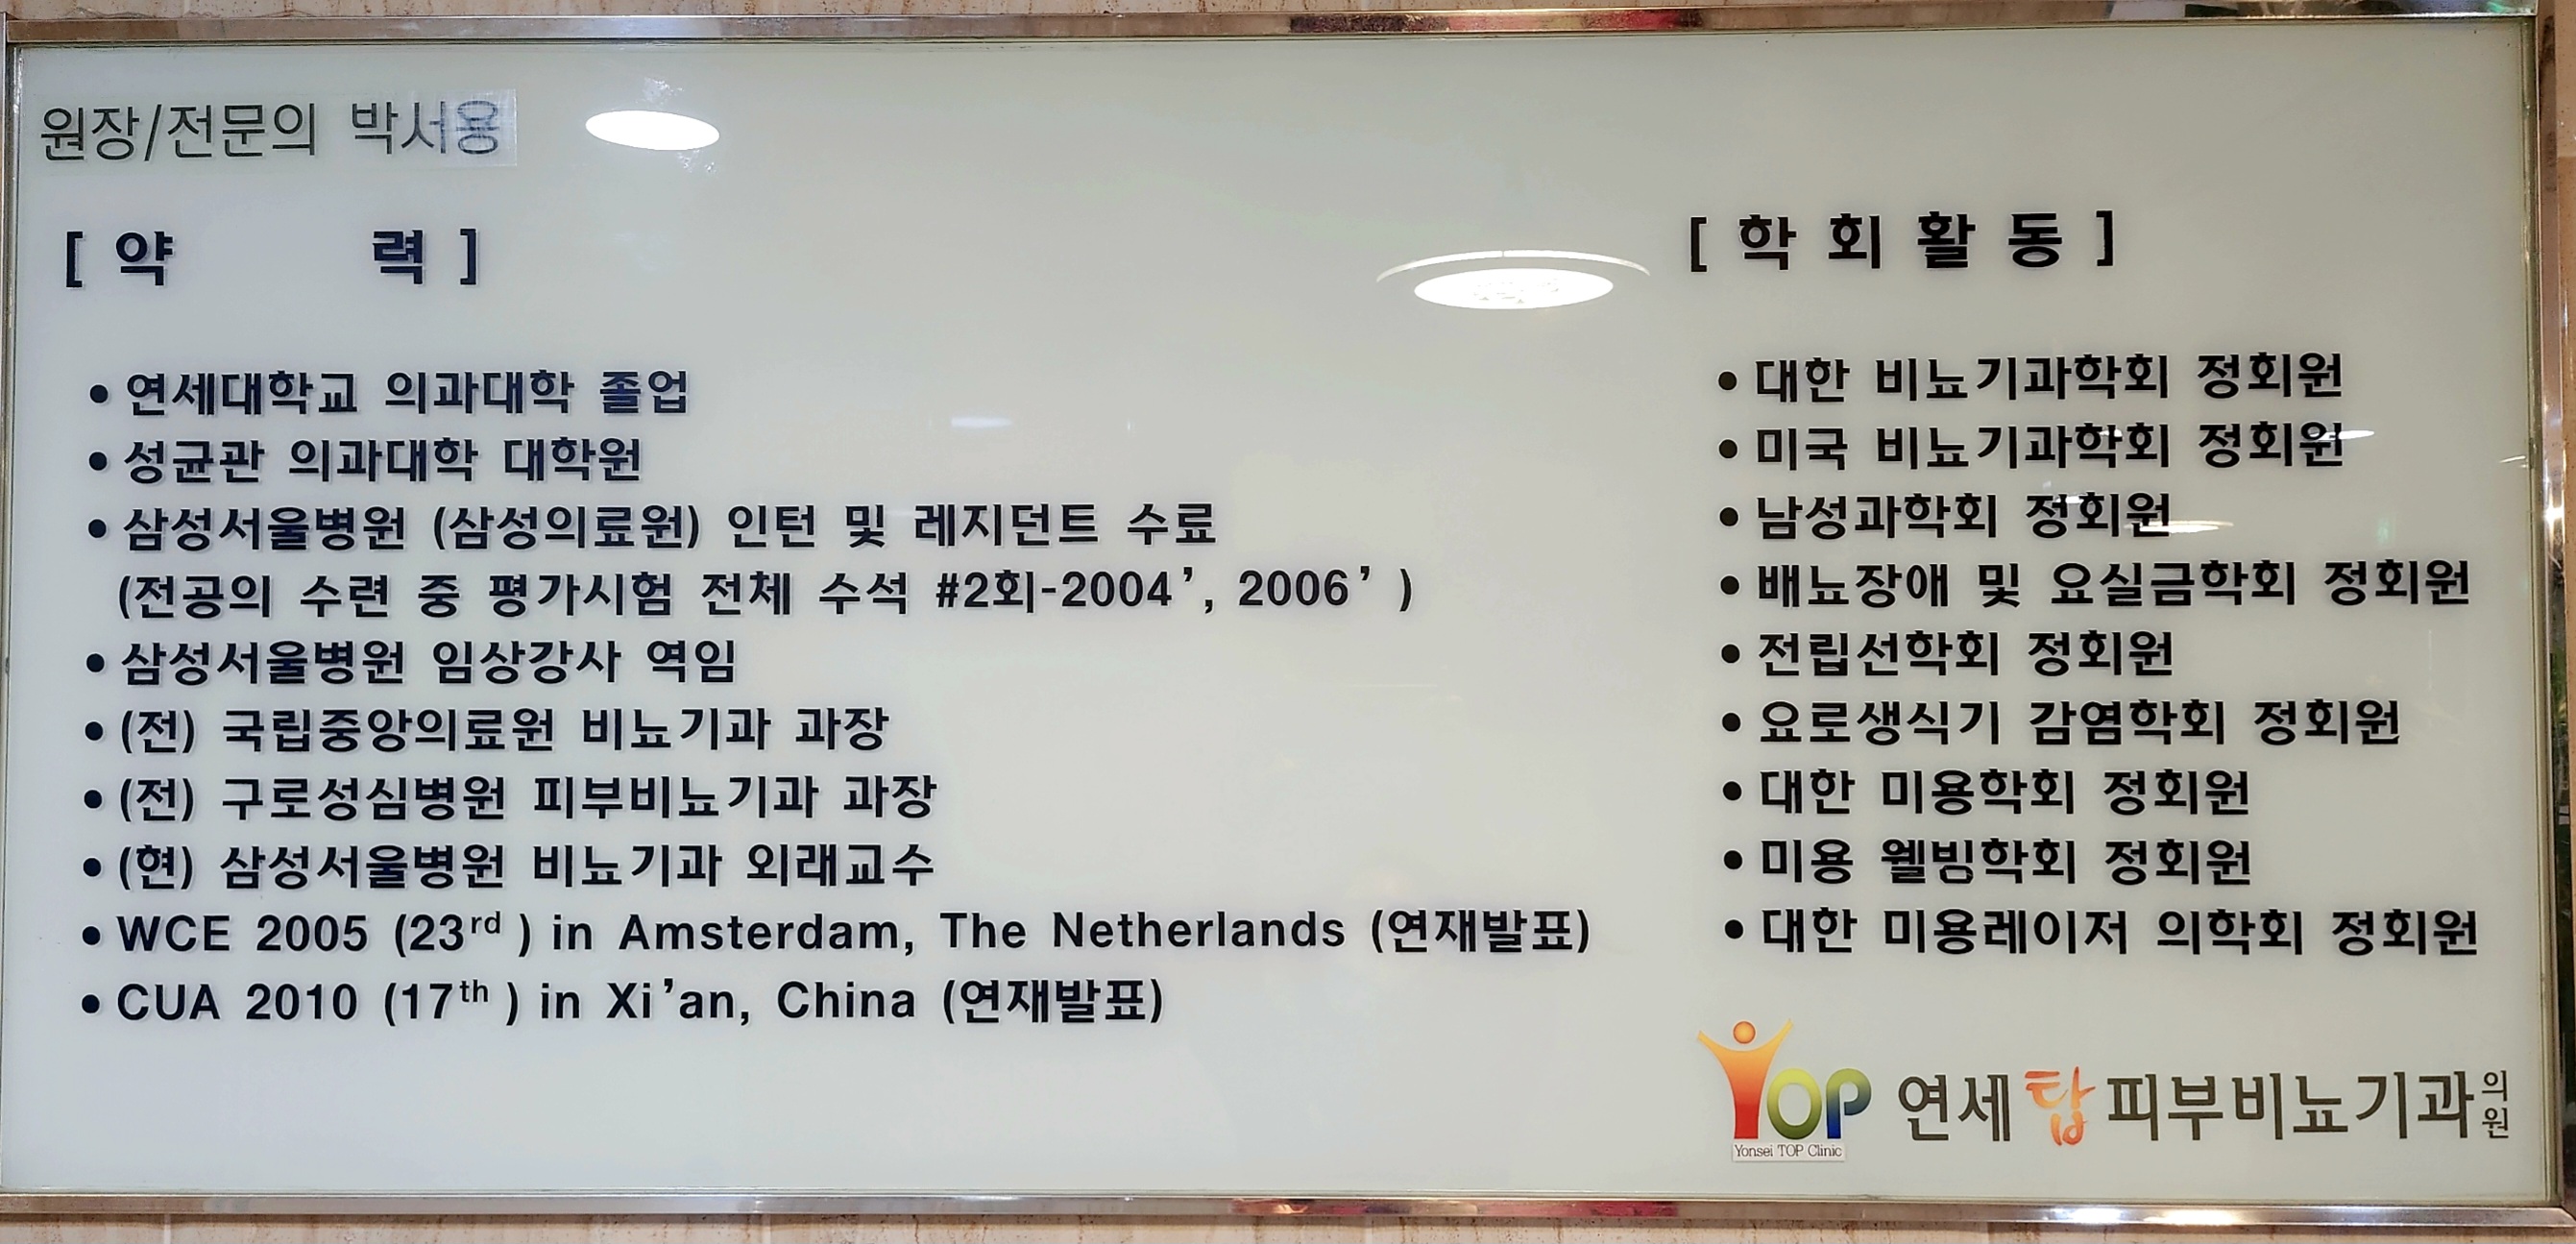 원장/전문의 박서용
[ 약 력 ]
• 연세대학교 의과대학 졸업
• 성균관 의과대학 대학원
• 삼성서울병원 (삼성의료원) 인턴 및 레지던트 수료
(전공의 수련 중 평가시험 전체 수석 #2회-2004’, 2006’ )
• 삼성서울병원 임상강사 역임
• (전) 국립중앙의료원 비뇨기과 과장
• (전) 구로성심병원 피부비뇨기과 과장
• (현) 삼성서울병원 비뇨기과 외래교수
• WCE 2005 (23rd ) in Amsterdam, The Netherlands (연재발표)
• CUA 2010 (17th ) in Xi’an, China (연재발표)
[ 학 회 활 동 ]
• 대한 비뇨기과학회 정회원
• 미국 비뇨기과학회 정회원
• 남성과학회 정회원
• 배뇨장애 및 요실금학회 정회원
• 전립선학회 정회원
• 요로생식기 감염학회 정회원
• 대한 미용학회 정회원
• 미용 웰빙학회 정회원
• 대한 미용레이저 의학회 정회원
TOP
Yonsei TOP Clinic
연세탑피부비뇨기과의원